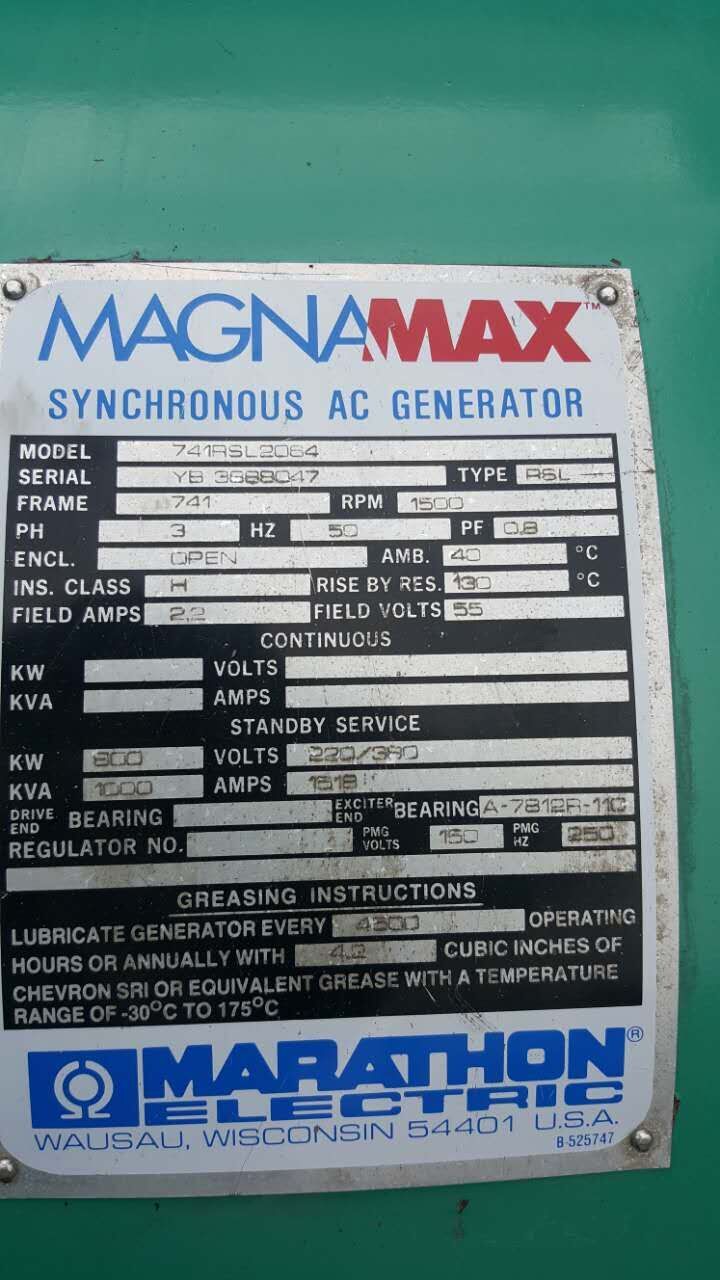 MAGNAMAX™
SYNCHRONOUS AC GENERATOR
MODEL 741RSL2064
SERIAL YB 3688047 TYPE RSL
FRAME 741 RPM 1500
PH 3 HZ 50 PF 0.8
ENCL. OPEN AMB. 40 °C
INS. CLASS H RISE BY RES. 130 °C
FIELD AMPS 2.2 FIELD VOLTS 55
CONTINUOUS
KW VOLTS
KVA AMPS
STANDBY SERVICE
KW 800 VOLTS 220/380
KVA 1000 AMPS 1518
DRIVE END BEARING EXCITER END BEARING A-7812R-110
REGULATOR NO. PMG VOLTS 150 PMG HZ 250
GREASING INSTRUCTIONS
LUBRICATE GENERATOR EVERY OPERATING
HOURS OR ANNUALLY WITH 4.2 CUBIC INCHES OF
CHEVRON SRI OR EQUIVALENT GREASE WITH A TEMPERATURE
RANGE OF -30°C TO 175°C
MARATHON®
ELECTRIC
WAUSAU, WISCONSIN 54401 U.S.A.
B-525747